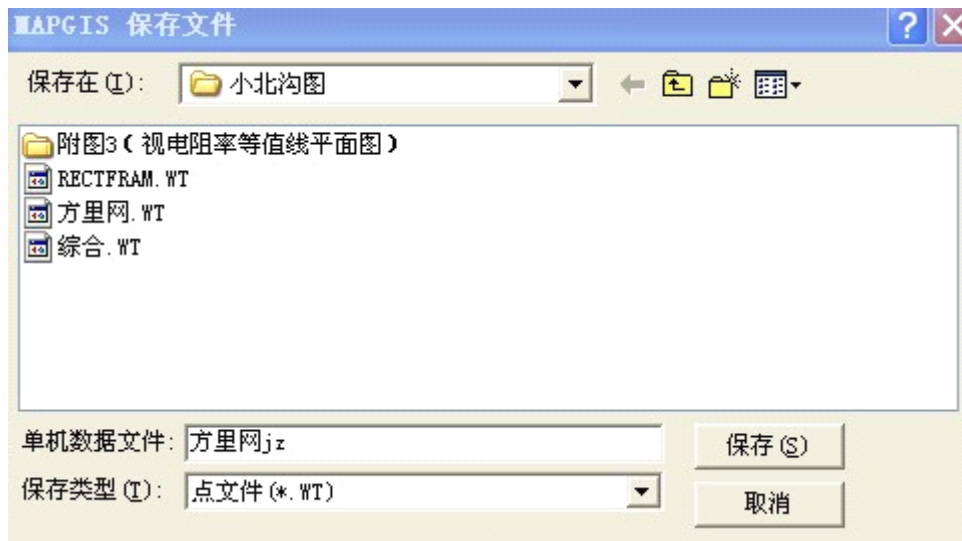 MAPGIS 保存文件
保存在(I): 小北沟图
附图3(视电阻率等值线平面图)
RECTFRAM.WT
方里网.WT
综合.WT
单机数据文件: 方里网jz 保存(S)
保存类型(T): 点文件(*.WT) 取消